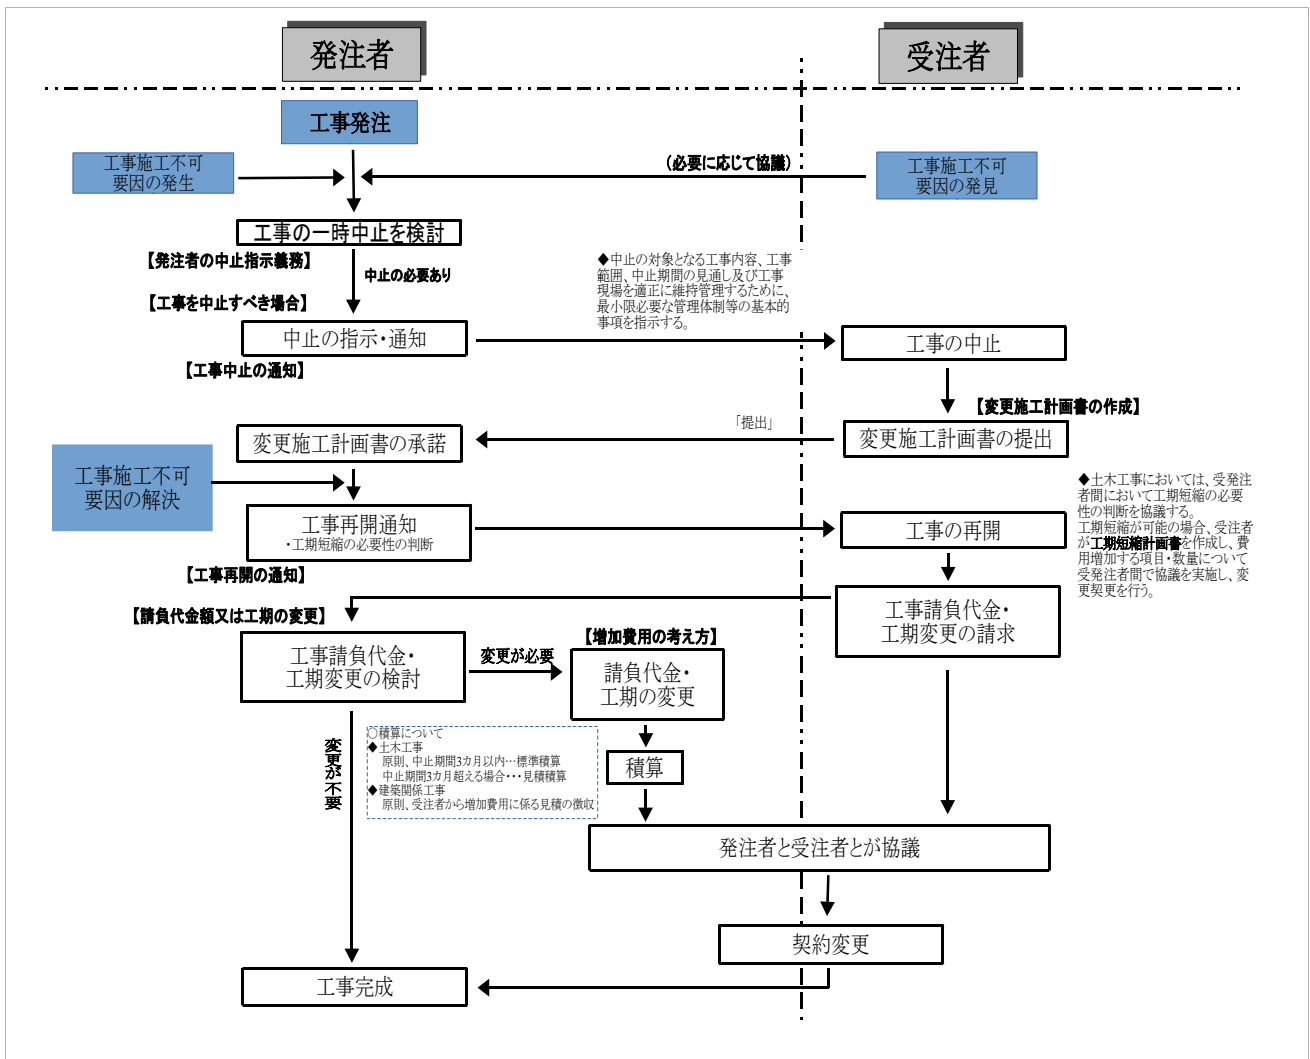 発注者
受注者
工事発注
工事施工不可
要因の発生
(必要に応じて協議)
工事施工不可
要因の発見
工事の一時中止を検討
【発注者の中止指示義務】
中止の必要あり
【工事を中止すべき場合】
◆中止の対象となる工事内容、工事
範囲、中止期間の見通し及び工事
現場を適正に維持管理するために、
最小限必要な管理体制等の基本的
事項を指示する。
中止の指示・通知
工事の中止
【工事中止の通知】
【変更施工計画書の作成】
「提出」
変更施工計画書の承諾
変更施工計画書の提出
工事施工不可
要因の解決
◆土木工事においては、受発注
者間において工期短縮の必要
性の判断を協議する。
工期短縮が可能の場合、受注者
が工期短縮計画書を作成し、費
用増加する項目・数量について
受発注者間で協議を実施し、変
更契約を行う。
工事再開通知
・工期短縮の必要性の判断
工事の再開
【工事再開の通知】
【請負代金額又は工期の変更】
工事請負代金・
工期変更の請求
工事請負代金・
工期変更の検討
変更が必要
【増加費用の考え方】
請負代金・
工期の変更
変更が不要
○積算について
◆土木工事
原則、中止期間3カ月以内…標準積算
中止期間3カ月超える場合・・・見積積算
◆建築関係工事
原則、受注者から増加費用に係る見積の徴収
積算
発注者と受注者とが協議
契約変更
工事完成